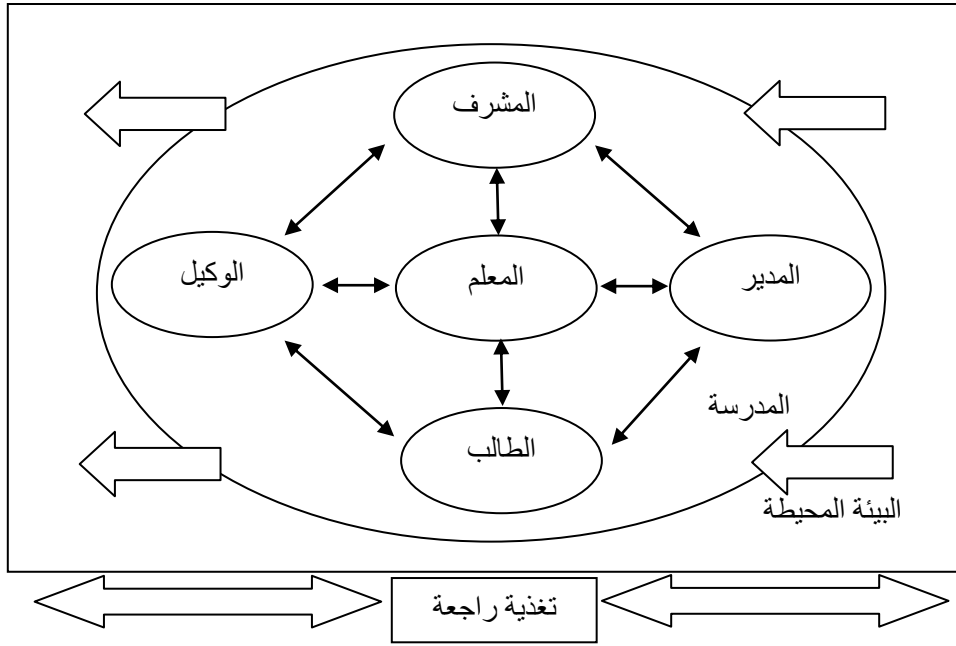 المشرف
المدير
المعلم
الوكيل
المدرسة
الطالب
البيئة المحيطة
تغذية راجعة